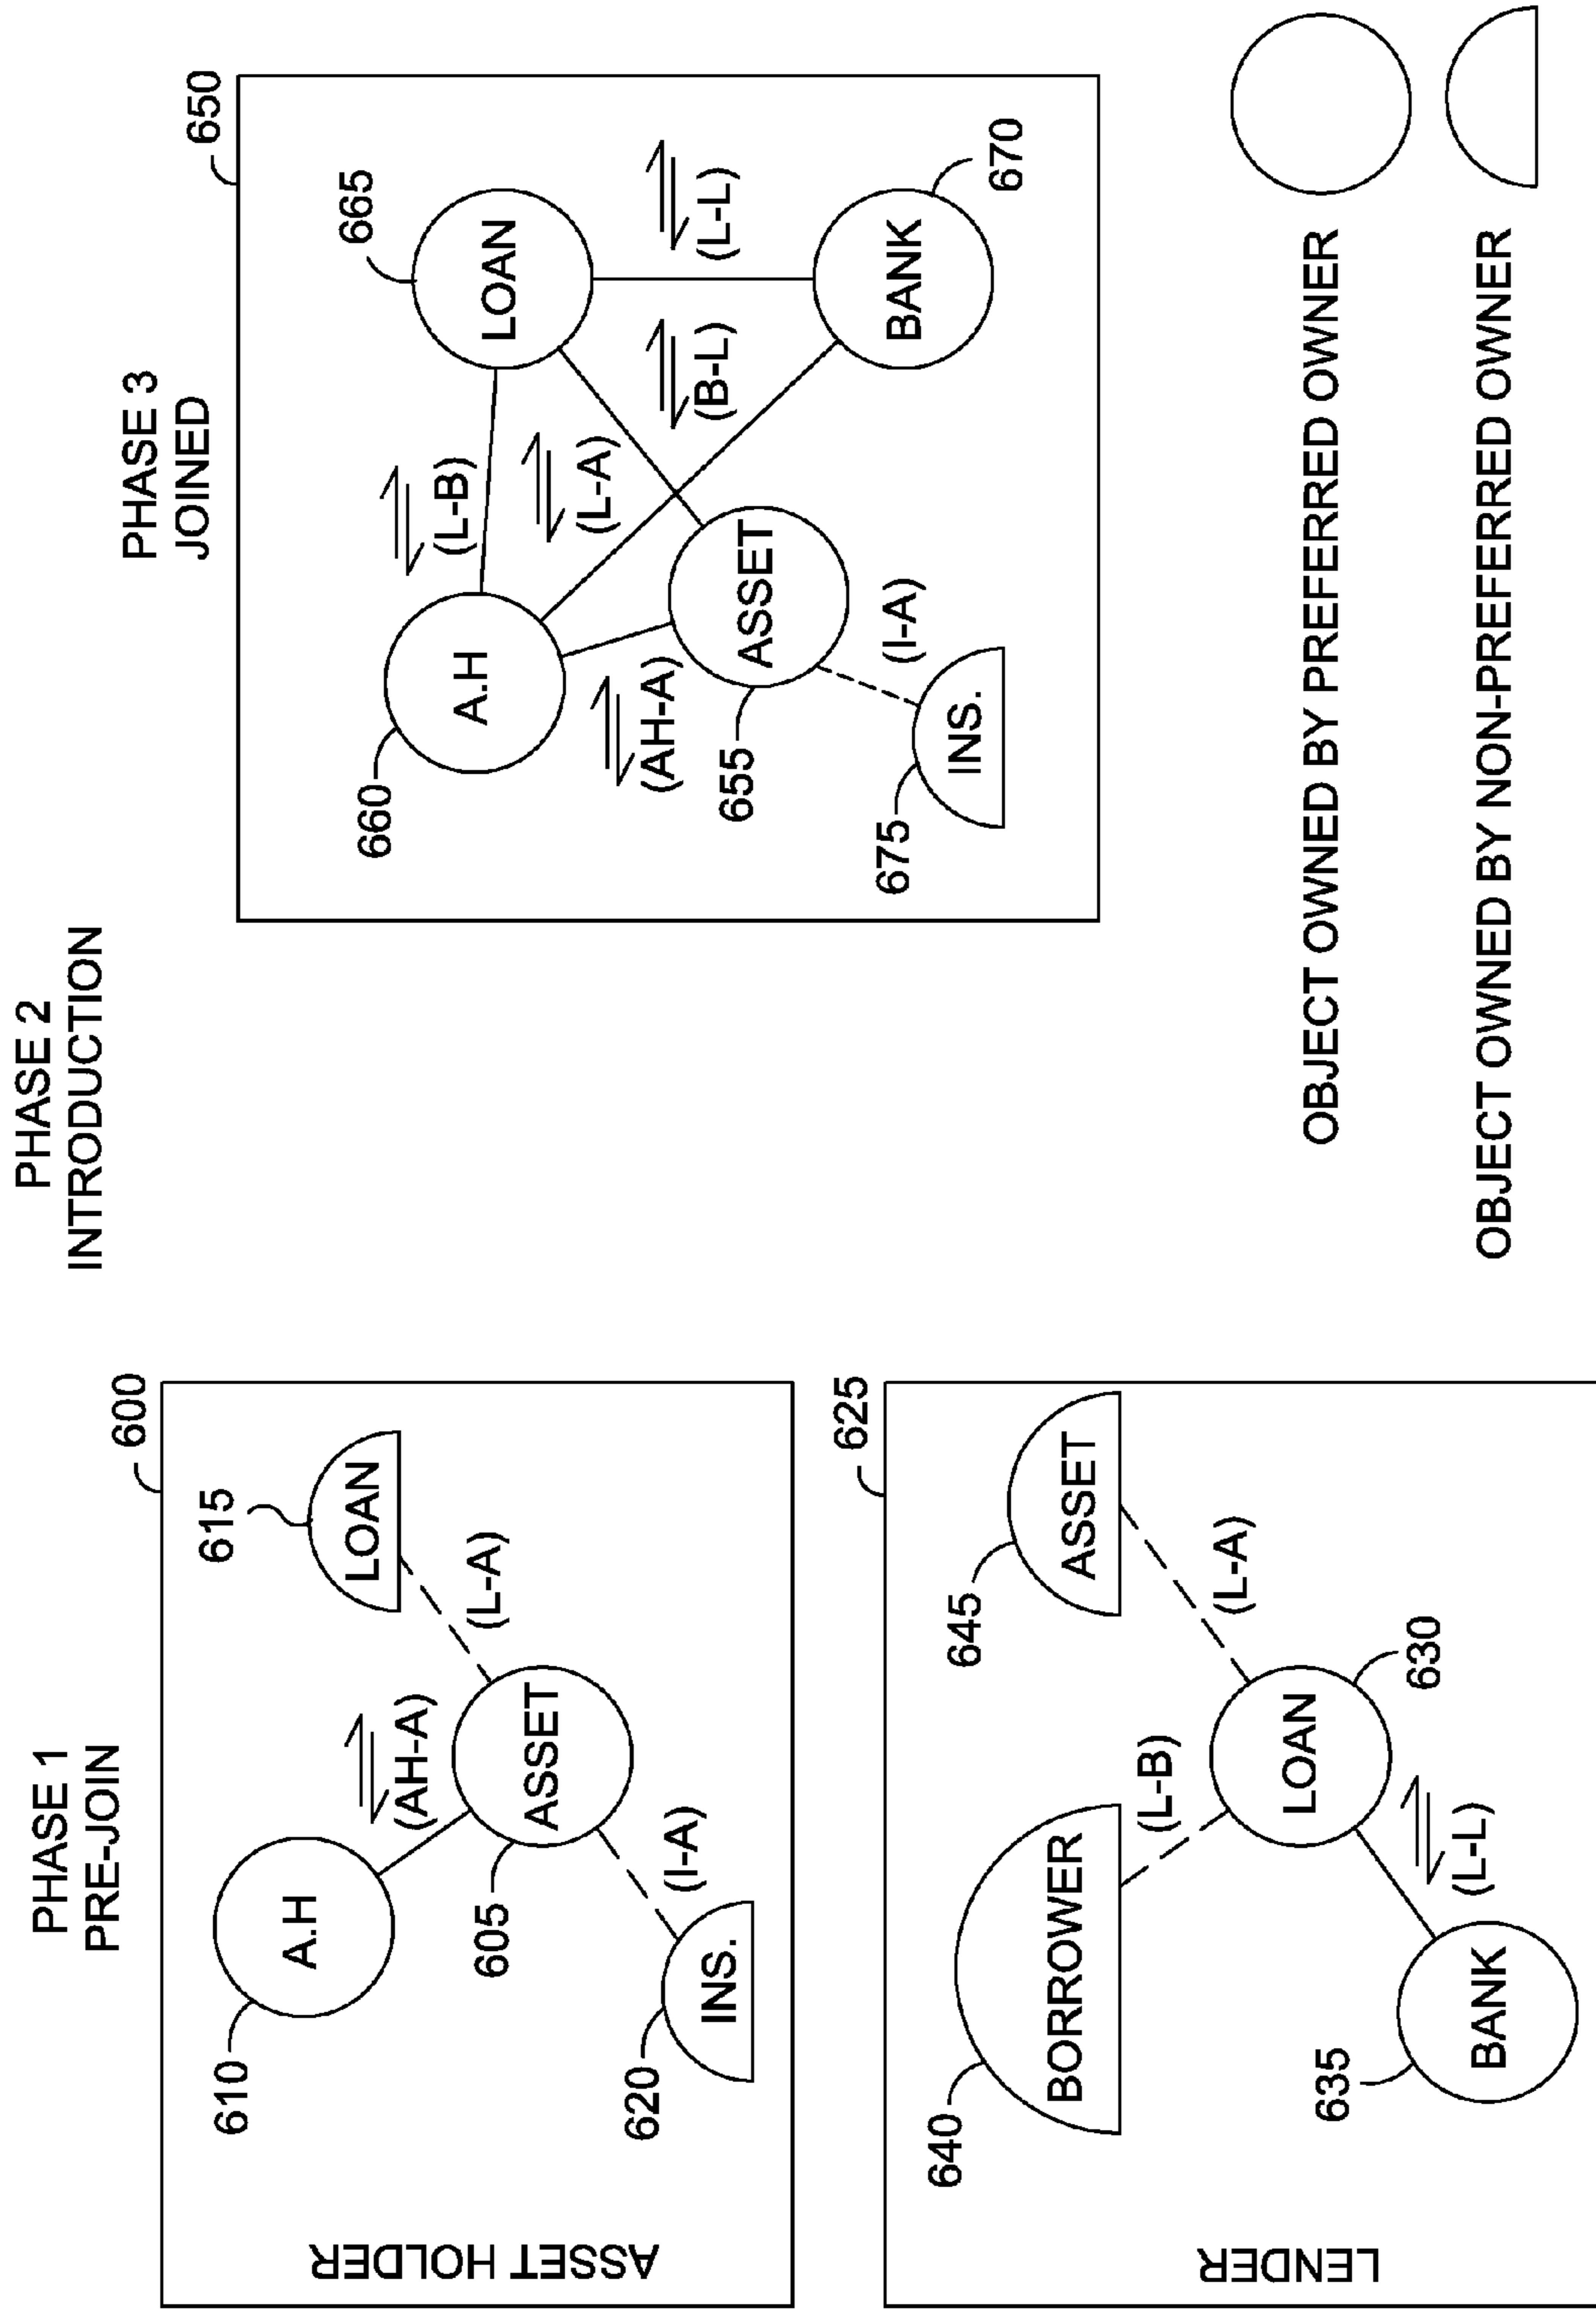 PHASE 1
PRE-JOIN
PHASE 2
INTRODUCTION
PHASE 3
JOINED
600
ASSET HOLDER
610
A.H
(AH-A)
615
LOAN
(L-A)
605
ASSET
620
INS.
(I-A)
625
LENDER
640
BORROWER
(L-B)
645
ASSET
(L-A)
LOAN
630
635
BANK
(L-L)
650
660
A.H
(L-B)
665
LOAN
(AH-A)
(L-A)
(B-L)
(L-L)
655
ASSET
675
INS.
(I-A)
BANK
670
OBJECT OWNED BY PREFERRED OWNER
OBJECT OWNED BY NON-PREFERRED OWNER